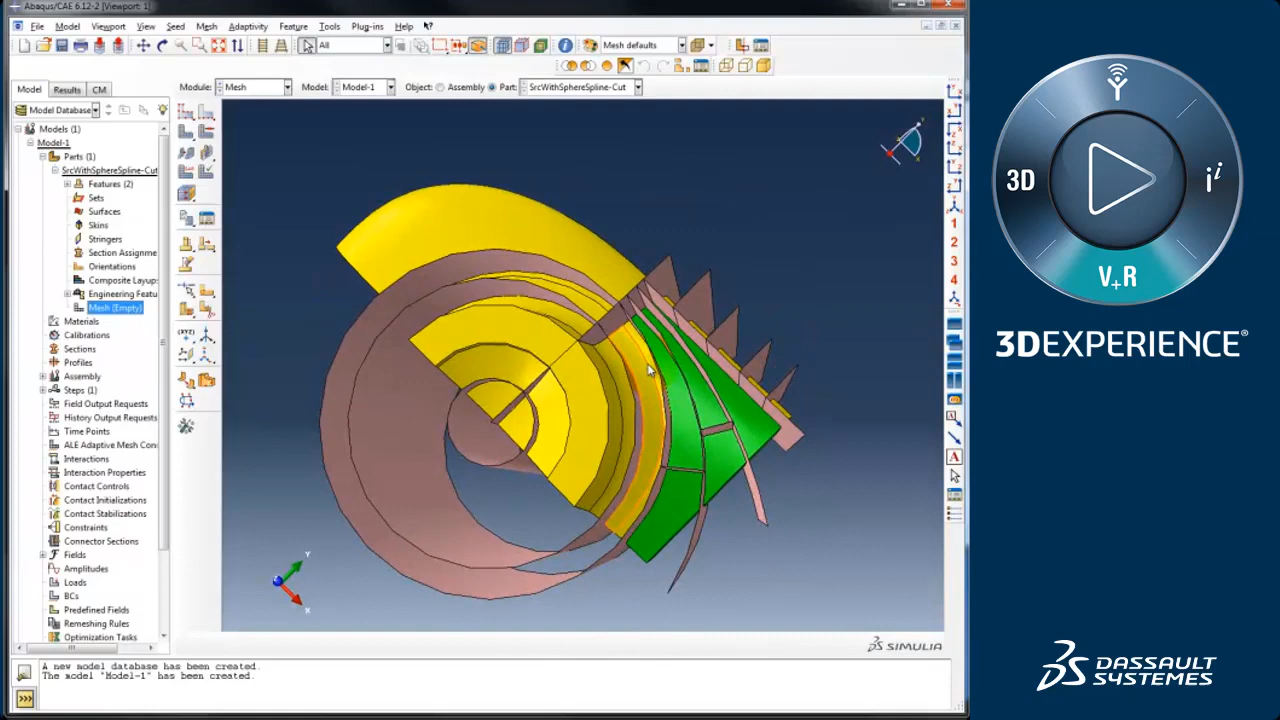 Abaqus/CAE 6.12-2 [Viewport: 1]
File Model Viewport View Seed Mesh Adaptivity Feature Tools Plug-ins Help
All
Mesh defaults
Model Results CM
Module: Mesh Model: Model-1 Object: Assembly Part: SrcWithSphereSpline-Cut
Model Database
Models (1)
Model-1
Parts (1)
SrcWithSphereSpline-Cut
Features (2)
Sets
Surfaces
Skins
Stringers
Section Assignme
Orientations
Composite Layup
Engineering Featu
Mesh (Empty)
Materials
Calibrations
Sections
Profiles
Assembly
Steps (1)
Field Output Requests
History Output Requests
Time Points
ALE Adaptive Mesh Con
Interactions
Interaction Properties
Contact Controls
Contact Initializations
Contact Stabilizations
Constraints
Connector Sections
Fields
Amplitudes
Loads
BCs
Predefined Fields
Remeshing Rules
Optimization Tasks
(XYZ)
1
2
3
4
A
Y
X
SIMULIA
A new model database has been created.
The model "Model-1" has been created.
>>>
3D
i
V+R
3DEXPERIENCE®
DASSAULT
SYSTEMES